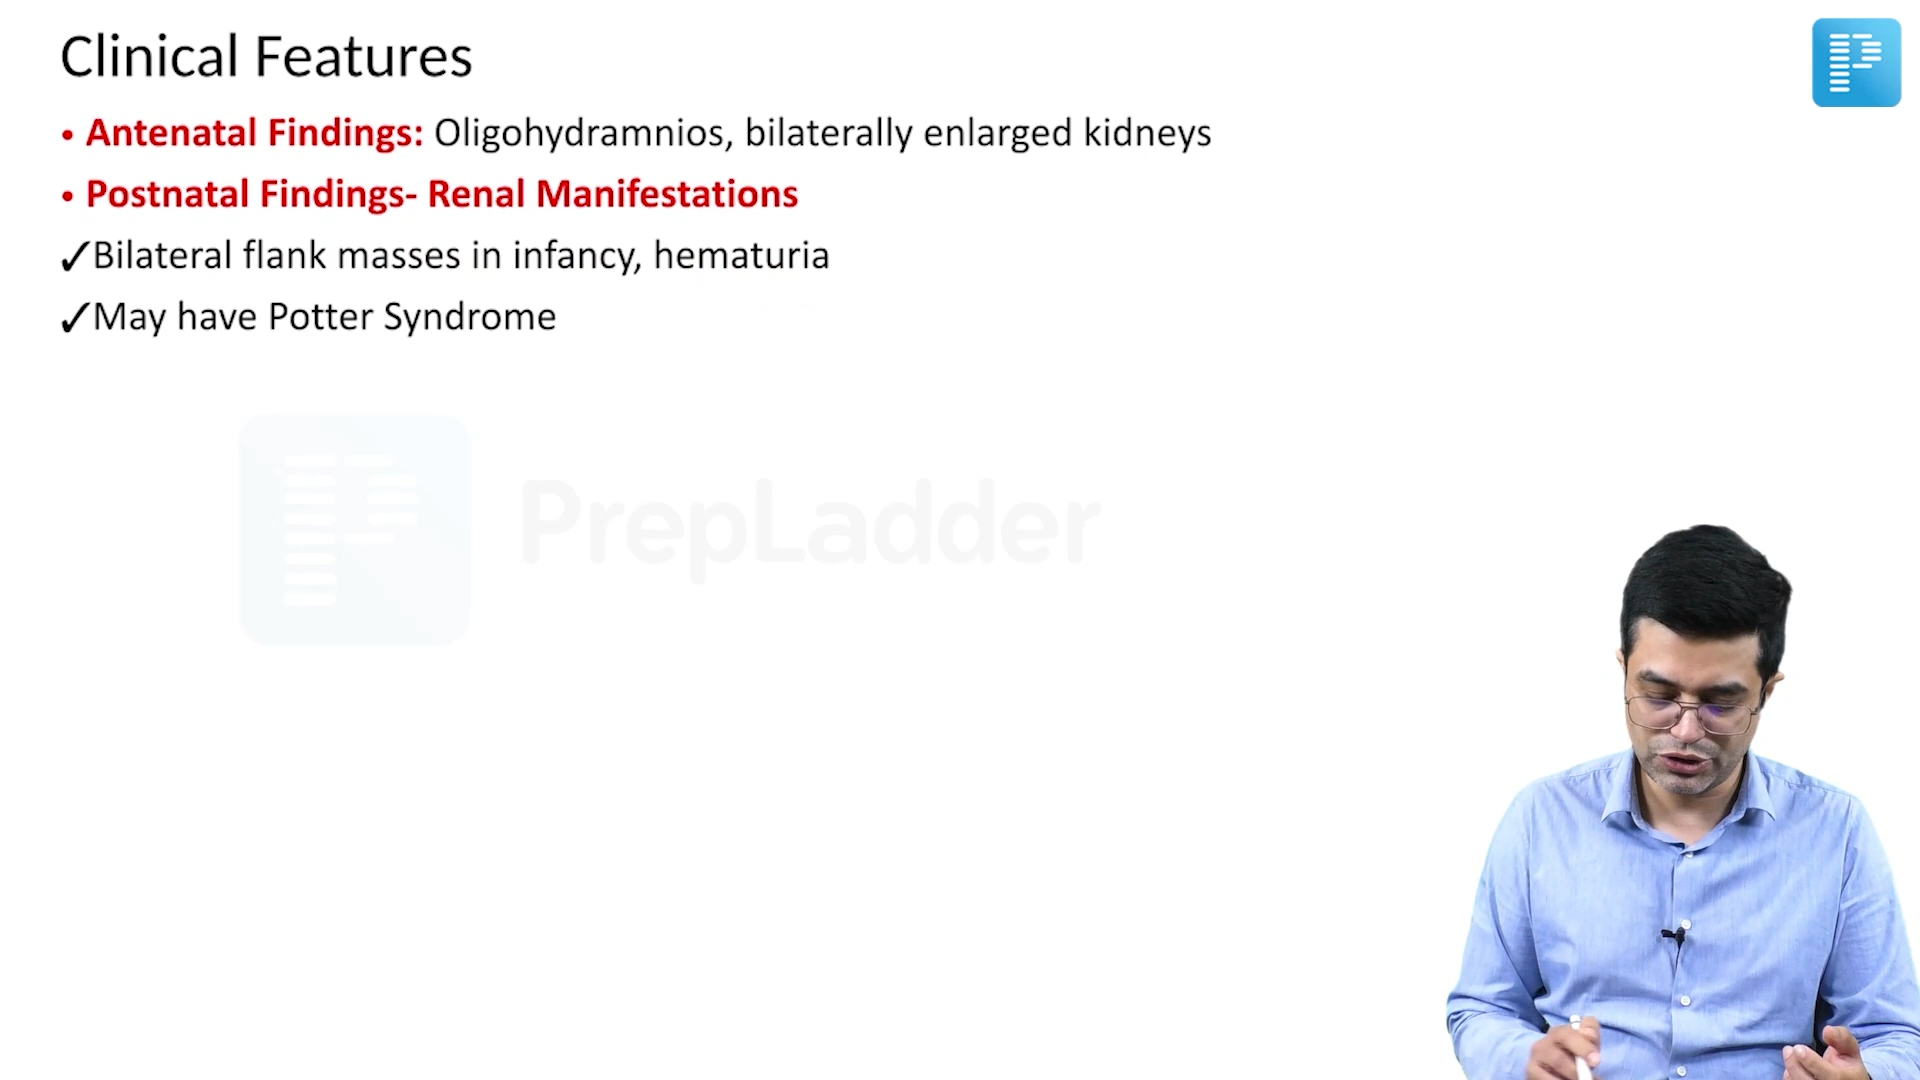 Clinical Features
• Antenatal Findings: Oligohydramnios, bilaterally enlarged kidneys
• Postnatal Findings- Renal Manifestations
✓Bilateral flank masses in infancy, hematuria
✓May have Potter Syndrome
PrepLadder